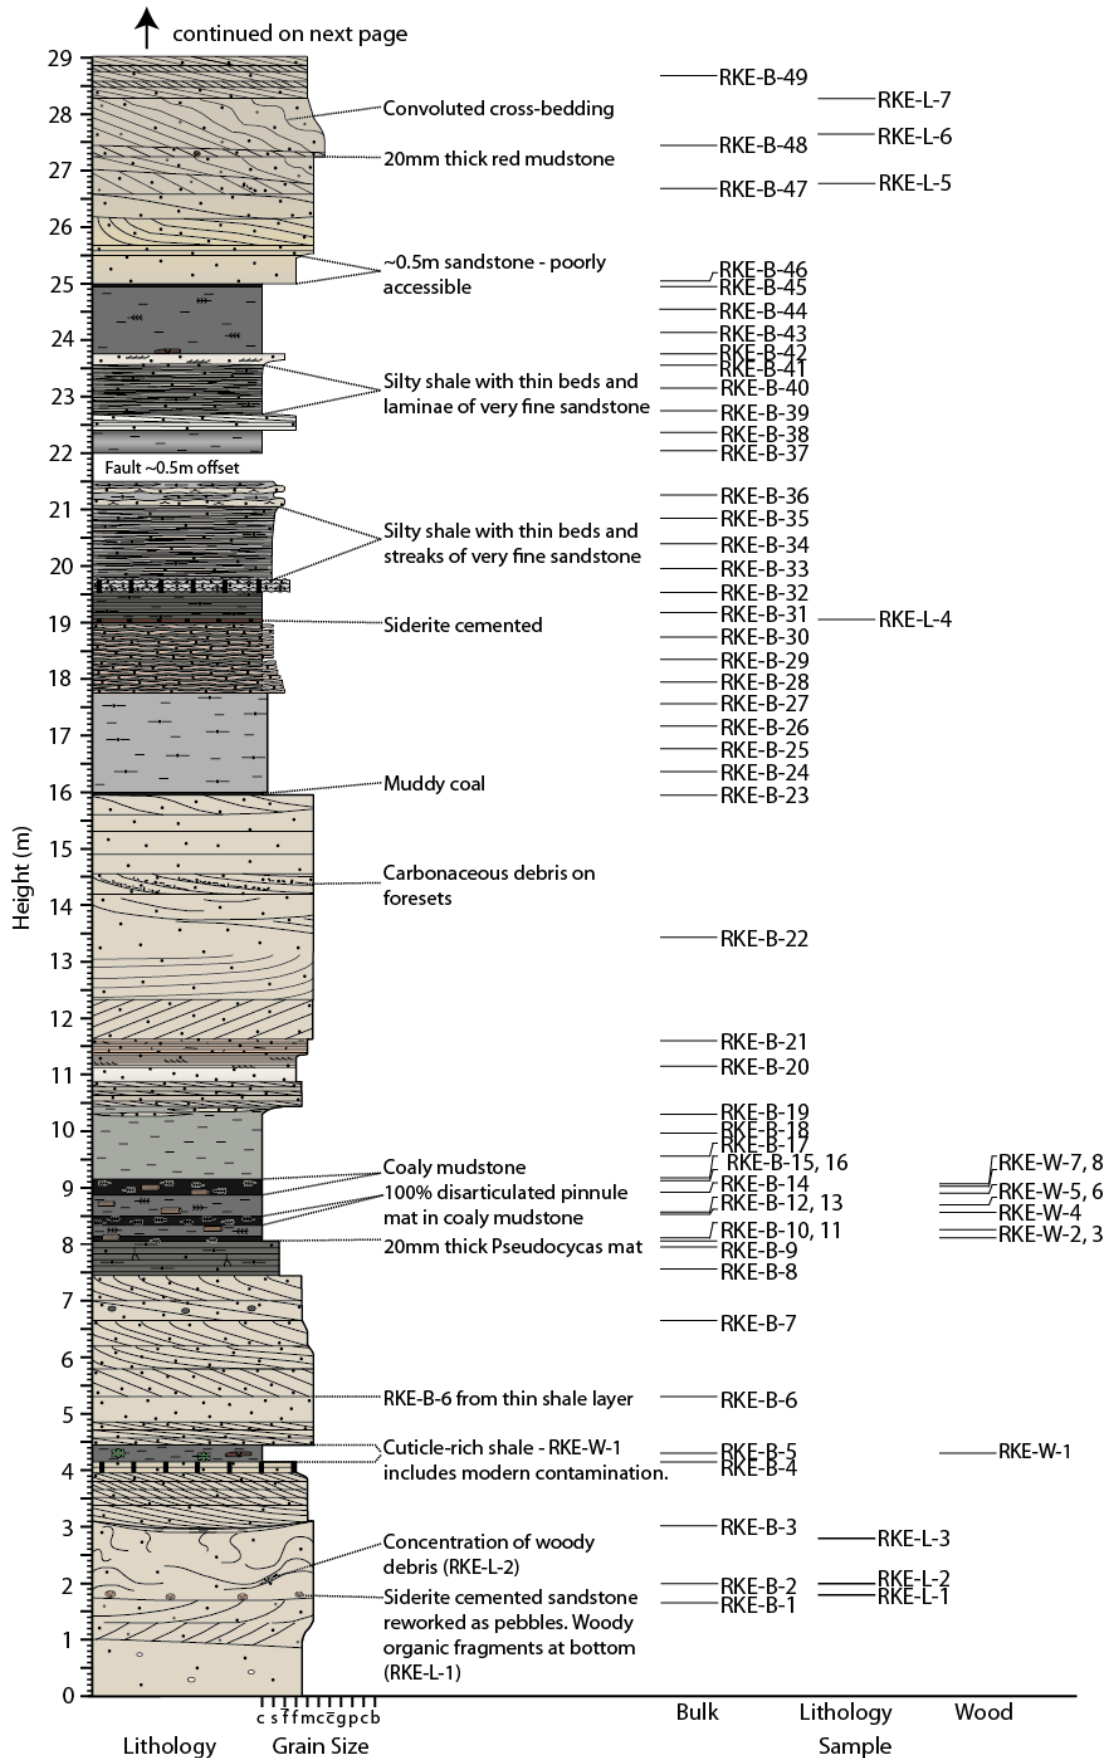 continued on next page
29
RKE-B-49
RKE-L-7
28
Convoluted cross-bedding
RKE-L-6
RKE-B-48
20mm thick red mudstone
27
RKE-B-47
RKE-L-5
26
~0.5m sandstone - poorly
accessible
RKE-B-46
25
RKE-B-45
RKE-B-44
24
RKE-B-43
RKE-B-42
RKE-B-41
Silty shale with thin beds and
laminae of very fine sandstone
23
RKE-B-40
RKE-B-39
RKE-B-38
22
RKE-B-37
Fault ~0.5m offset
RKE-B-36
21
RKE-B-35
Silty shale with thin beds and
streaks of very fine sandstone
RKE-B-34
20
RKE-B-33
RKE-B-32
RKE-B-31
19
Siderite cemented
RKE-L-4
RKE-B-30
RKE-B-29
18
RKE-B-28
RKE-B-27
17
RKE-B-26
RKE-B-25
RKE-B-24
16
Muddy coal
RKE-B-23
Height (m)
15
Carbonaceous debris on
foresets
14
RKE-B-22
13
12
RKE-B-21
11
RKE-B-20
RKE-B-19
10
RKE-B-18
RKE-B-17
Coaly mudstone
RKE-B-15, 16
RKE-W-7, 8
9
100% disarticulated pinnule
mat in coaly mudstone
RKE-B-14
RKE-W-5, 6
RKE-B-12, 13
RKE-W-4
RKE-B-10, 11
RKE-W-2, 3
8
20mm thick Pseudocycas mat
RKE-B-9
RKE-B-8
7
RKE-B-7
6
RKE-B-6 from thin shale layer
RKE-B-6
5
Cuticle-rich shale - RKE-W-1
includes modern contamination.
RKE-B-5
RKE-W-1
4
RKE-B-4
3
RKE-B-3
RKE-L-3
Concentration of woody
debris (RKE-L-2)
2
RKE-B-2
RKE-L-2
Siderite cemented sandstone
reworked as pebbles. Woody
organic fragments at bottom
(RKE-L-1)
RKE-B-1
RKE-L-1
1
0
c s f̄ f m c c̄ g p c b
Bulk
Lithology
Wood
Lithology
Grain Size
Sample